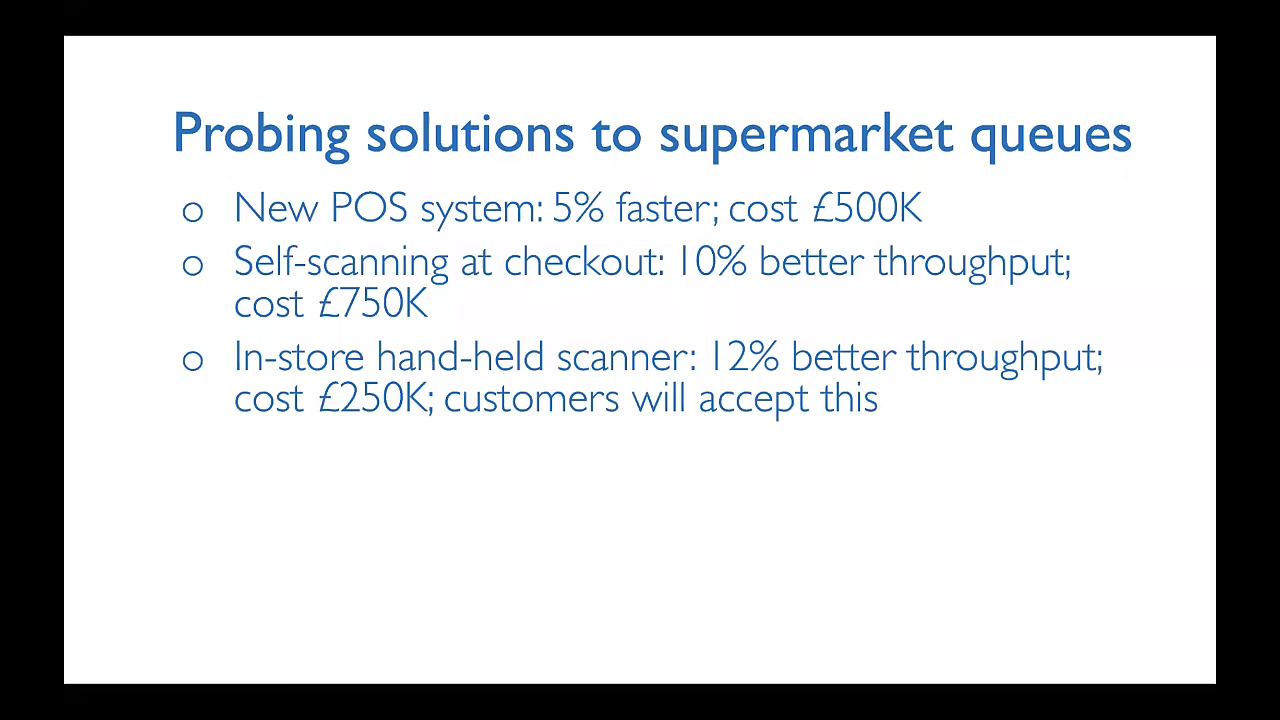 Probing solutions to supermarket queues
o New POS system: 5% faster; cost £500K
o Self-scanning at checkout: 10% better throughput;
cost £750K
o In-store hand-held scanner: 12% better throughput;
cost £250K; customers will accept this